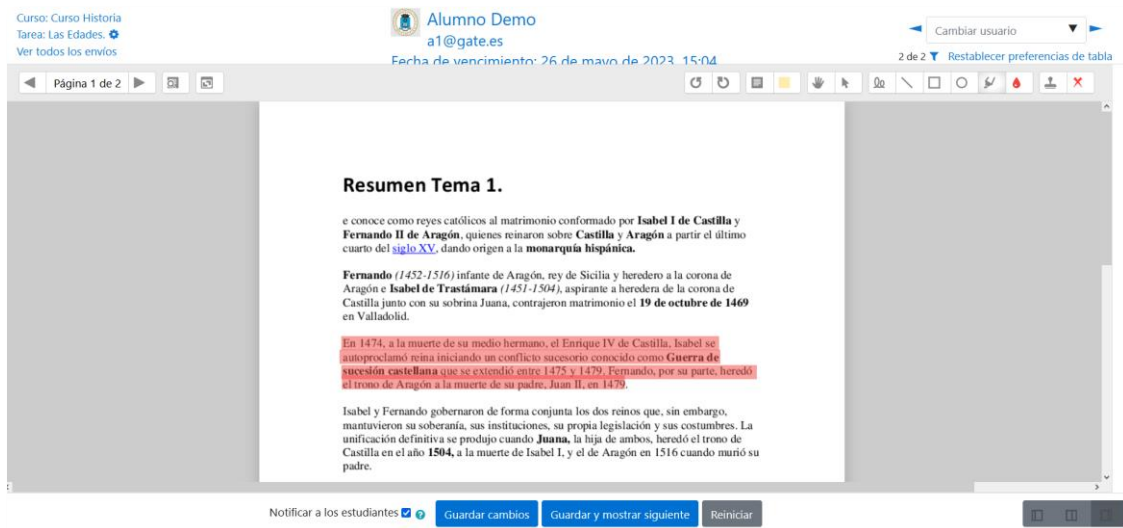 Curso: Curso Historia
Tarea: Las Edades.
Ver todos los envíos
Alumno Demo
a1@gate.es
Fecha de vencimiento: 26 de mayo de 2023, 15:04
Cambiar usuario
2 de 2 Restablecer preferencias de tabla
Página 1 de 2
Resumen Tema 1.
e conoce como reyes católicos al matrimonio conformado por Isabel I de Castilla y
Fernando II de Aragón, quienes reinaron sobre Castilla y Aragón a partir el último
cuarto del siglo XV, dando origen a la monarquía hispánica.
Fernando (1452-1516) infante de Aragón, rey de Sicilia y heredero a la corona de
Aragón e Isabel de Trastámara (1451-1504), aspirante a heredera de la corona de
Castilla junto con su sobrina Juana, contrajeron matrimonio el 19 de octubre de 1469
en Valladolid.
En 1474, a la muerte de su medio hermano, el Enrique IV de Castilla, Isabel se
autoproclamó reina iniciando un conflicto sucesorio conocido como Guerra de
sucesión castellana que se extendió entre 1475 y 1479. Fernando, por su parte, heredó
el trono de Aragón a la muerte de su padre, Juan II, en 1479.
Isabel y Fernando gobernaron de forma conjunta los dos reinos que, sin embargo,
mantuvieron su soberanía, sus instituciones, su propia legislación y sus costumbres. La
unificación definitiva se produjo cuando Juana, la hija de ambos, heredó el trono de
Castilla en el año 1504, a la muerte de Isabel I, y el de Aragón en 1516 cuando murió su
padre.
Notificar a los estudiantes
Guardar cambios
Guardar y mostrar siguiente
Reiniciar